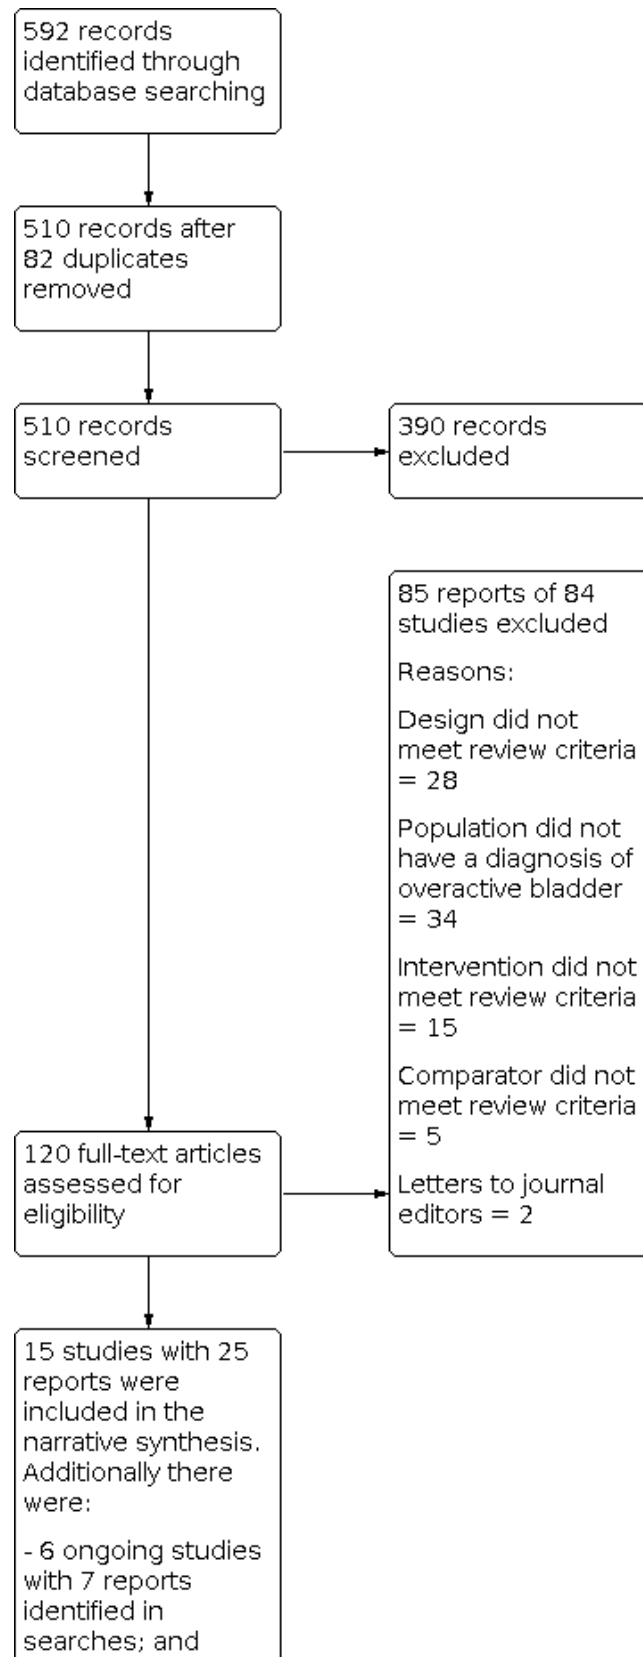 592 records
identified through
database searching
510 records after
82 duplicates
removed
510 records
screened
390 records
excluded
85 reports of 84
studies excluded
Reasons:
Design did not
meet review criteria
= 28
Population did not
have a diagnosis of
overactive bladder
= 34
Intervention did not
meet review criteria
= 15
Comparator did not
meet review criteria
= 5
Letters to journal
editors = 2
120 full-text articles
assessed for
eligibility
15 studies with 25
reports were
included in the
narrative synthesis.
Additionally there
were:
- 6 ongoing studies
with 7 reports
identified in
searches; and